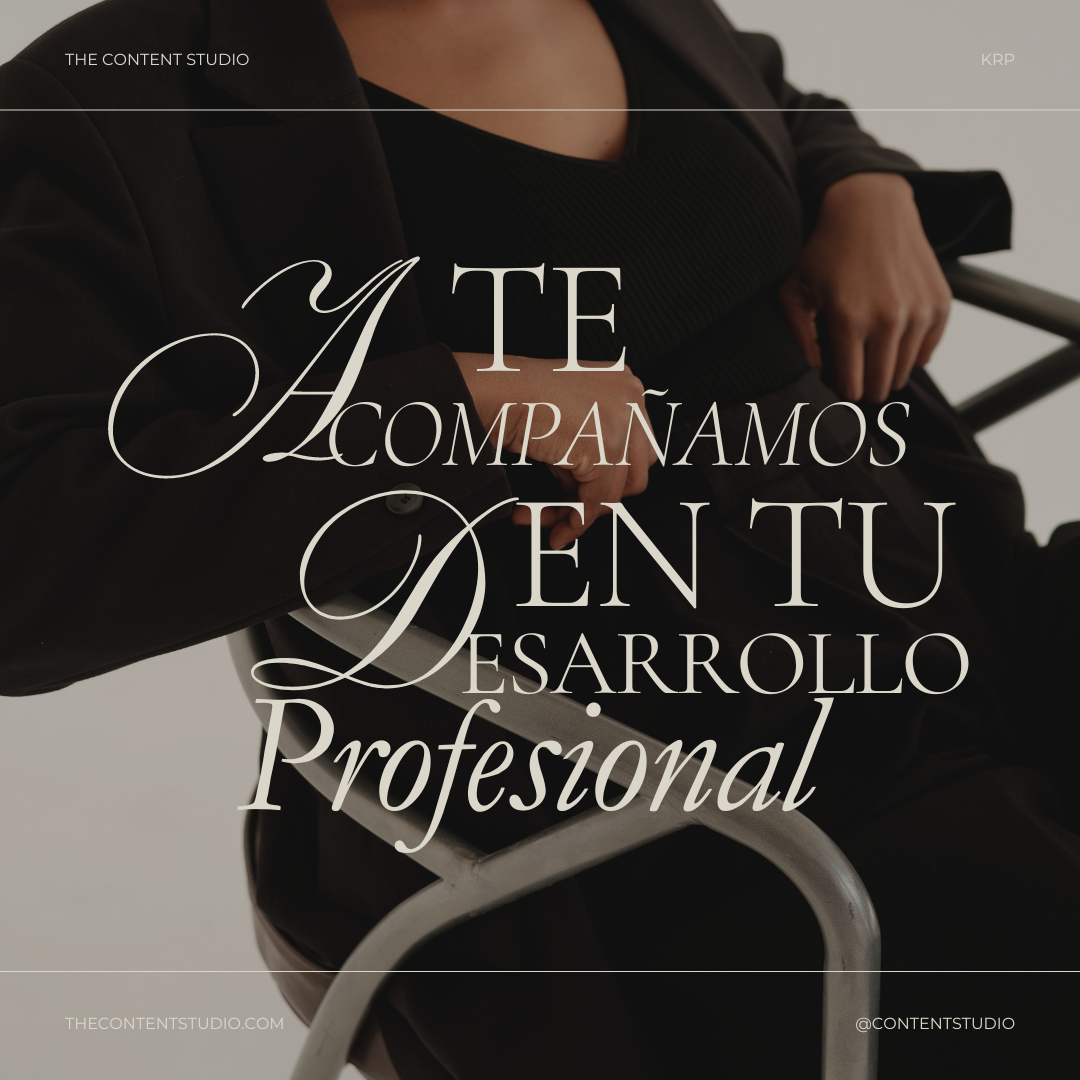 THE CONTENT STUDIO
KRP
TE
ACOMPAÑAMOS
EN TU
DESARROLLO
Profesional
THECONTENTSTUDIO.COM
@CONTENTSTUDIO